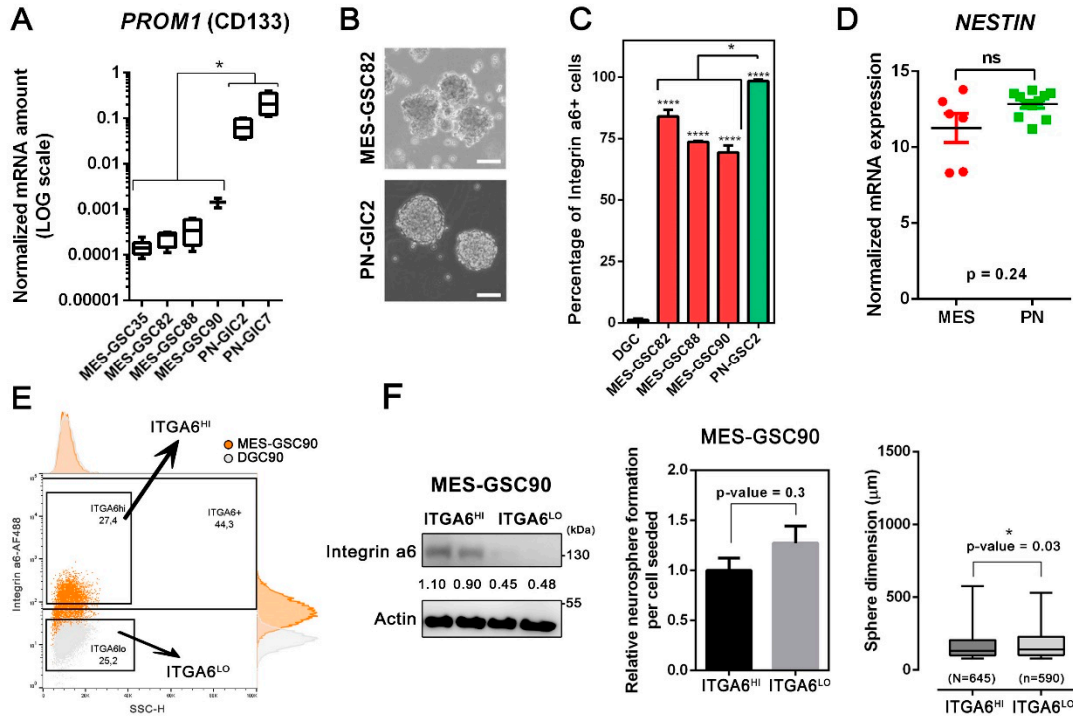 A
PROM1 (CD133)
Normalized mRNA amount
(LOG scale)
1
0.1
0.01
0.001
0.0001
0.00001
*
MES-GSC35
MES-GSC82
MES-GSC88
MES-GSC90
PN-GIC2
PN-GIC7
B
MES-GSC82
PN-GIC2
C
Percentage of Integrin a6+ cells
100
75
50
25
0
*
****
****
****
****
DGC
MES-GSC82
MES-GSC88
MES-GSC90
PN-GSC2
D
NESTIN
Normalized mRNA expression
15
10
5
0
ns
p = 0.24
MES
PN
E
ITGA6HI
MES-GSC90
DGC90
Integrin a6-AF488
ITGA6hi
27,4
ITGA6+
44,3
ITGA6lo
25,2
ITGA6LO
0
10K
20K
30K
40K
SSC-H
F
MES-GSC90
ITGA6HI ITGA6LO
(kDa)
Integrin a6
130
1.10 0.90 0.45 0.48
55
Actin
MES-GSC90
Relative neurosphere formation
per cell seeded
2.0
1.5
1.0
0.5
0.0
p-value = 0.3
ITGA6HI
ITGA6LO
Sphere dimension (μm)
1500
1000
500
0
*
p-value = 0.03
(N=645)
(n=590)
ITGA6HI
ITGA6LO